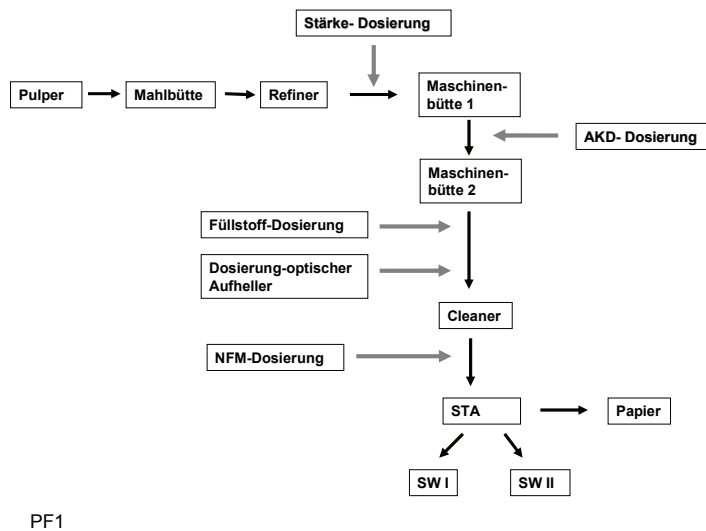 Stärke- Dosierung
Pulper
Mahlbütte
Refiner
Maschinen-
bütte 1
AKD- Dosierung
Maschinen-
bütte 2
Füllstoff-Dosierung
Dosierung-optischer
Aufheller
Cleaner
NFM-Dosierung
STA
Papier
SW I
SW II
PF1